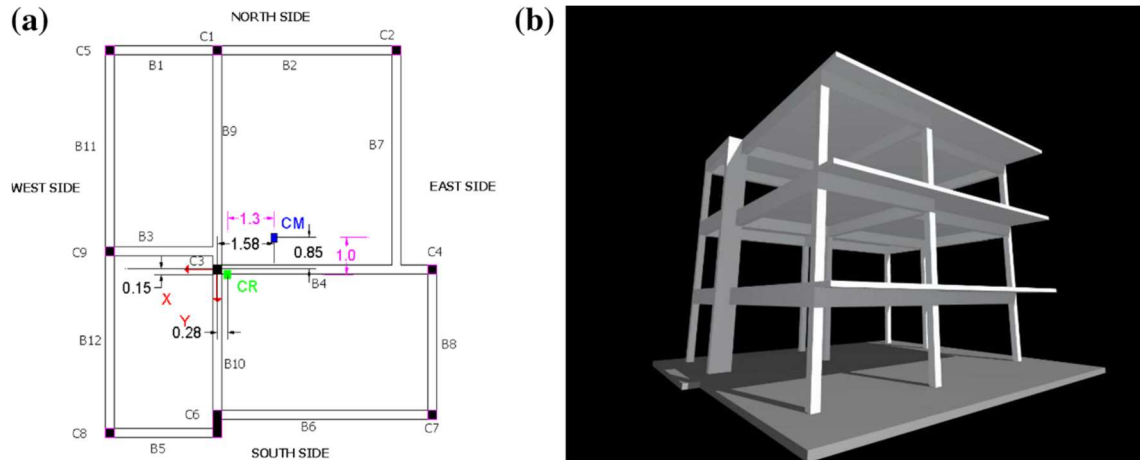 (a)
NORTH SIDE
C1
C2
C5
B1
B2
B9
B11
B7
WEST SIDE
EAST SIDE
1.3
CM
B3
1.58
0.85
1.0
C9
C3
C4
CR
0.15
B4
X
Y
0.28
B12
B8
B10
C6
B6
C7
C8
B5
SOUTH SIDE
(b)